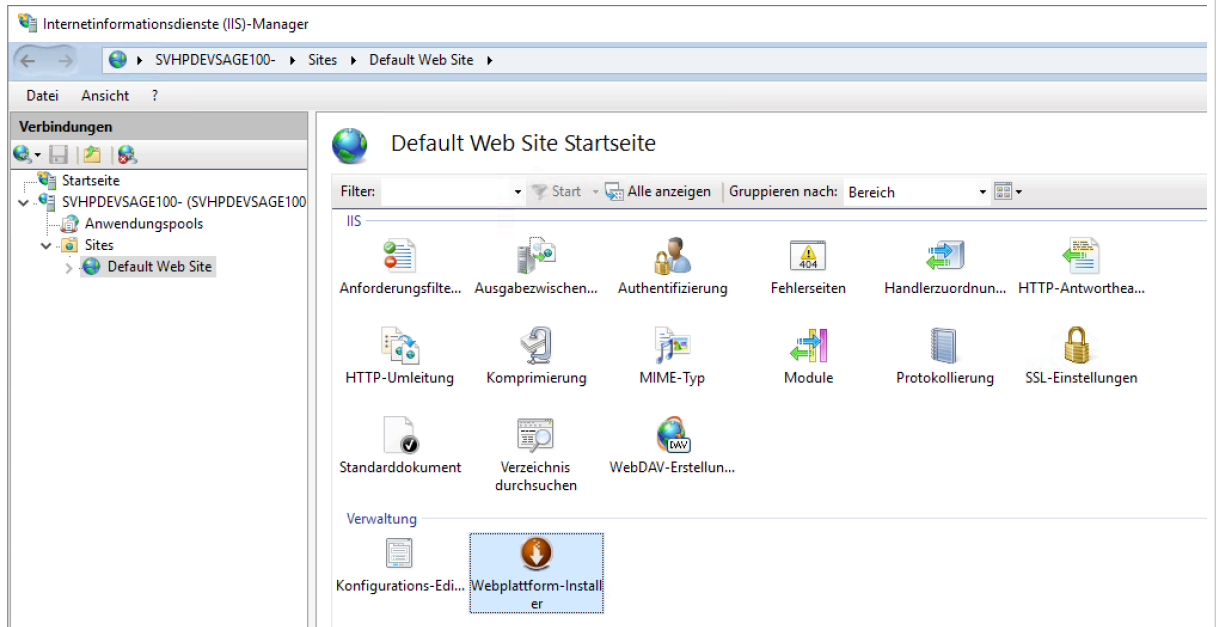 Internetinformationsdienste (IIS)-Manager
SVHPDEVSAGE100- Sites Default Web Site
Datei Ansicht ?
Verbindungen
Startseite
SVHPDEVSAGE100- (SVHPDEVSAGE100
Anwendungspools
Sites
Default Web Site
Default Web Site Startseite
Filter: Start Alle anzeigen Gruppieren nach: Bereich
IIS
404
Anforderungsfilte... Ausgabezwischen... Authentifizierung Fehlerseiten Handlerzuordnun... HTTP-Antworthea...
HTTP-Umleitung Komprimierung MIME-Typ Module Protokollierung SSL-Einstellungen
DAV
Standarddokument Verzeichnis WebDAV-Erstellun...
durchsuchen
Verwaltung
Konfigurations-Edi... Webplattform-Install
er